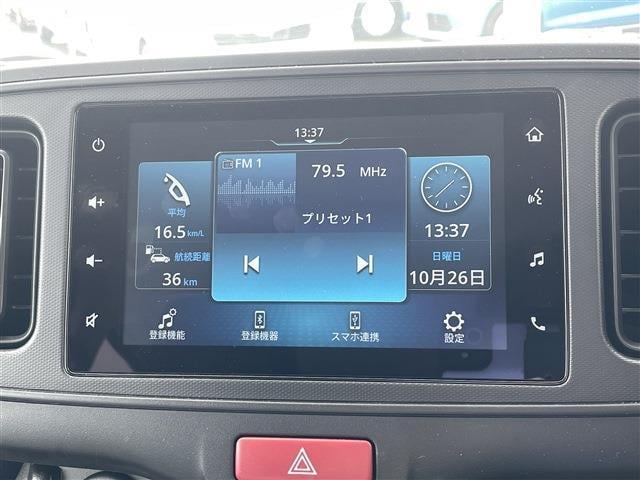 13:37
FM 1
79.5 MHz
プリセット1
平均
16.5 km/L
航続距離
36 km
13:37
日曜日
10月26日
登録機能
登録機器
スマホ連携
設定